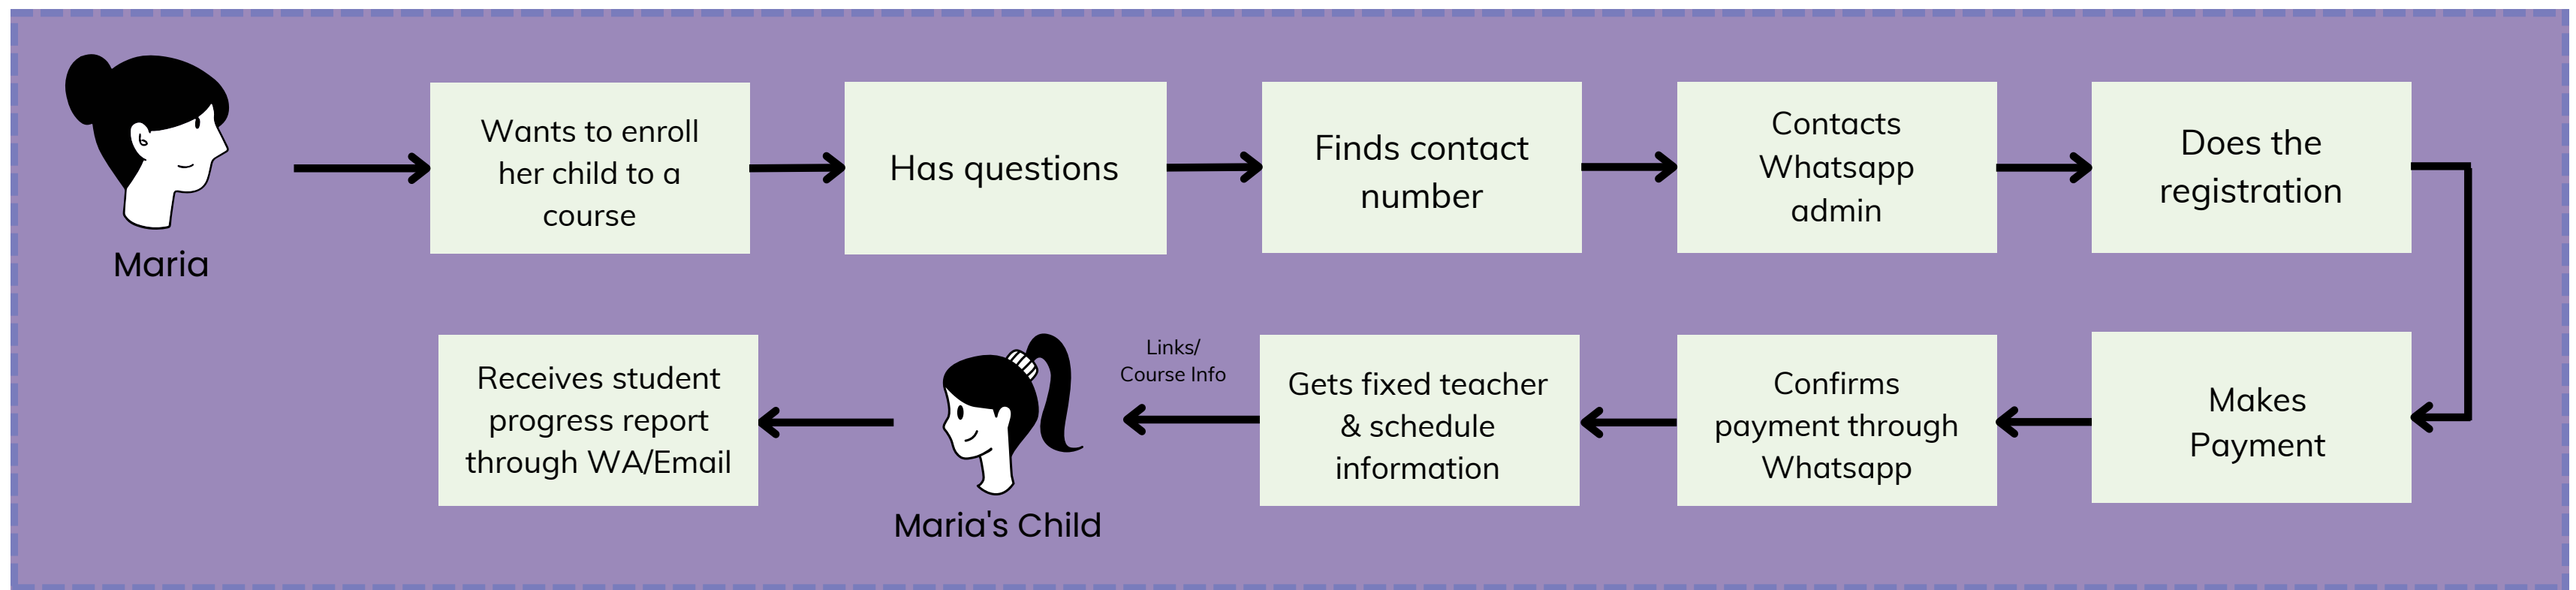 Maria
Wants to enroll
her child to a
course
Has questions
Finds contact
number
Contacts
Whatsapp
admin
Does the
registration
Makes
Payment
Confirms
payment through
Whatsapp
Gets fixed teacher
& schedule
information
Links/
Course Info
Maria's Child
Receives student
progress report
through WA/Email